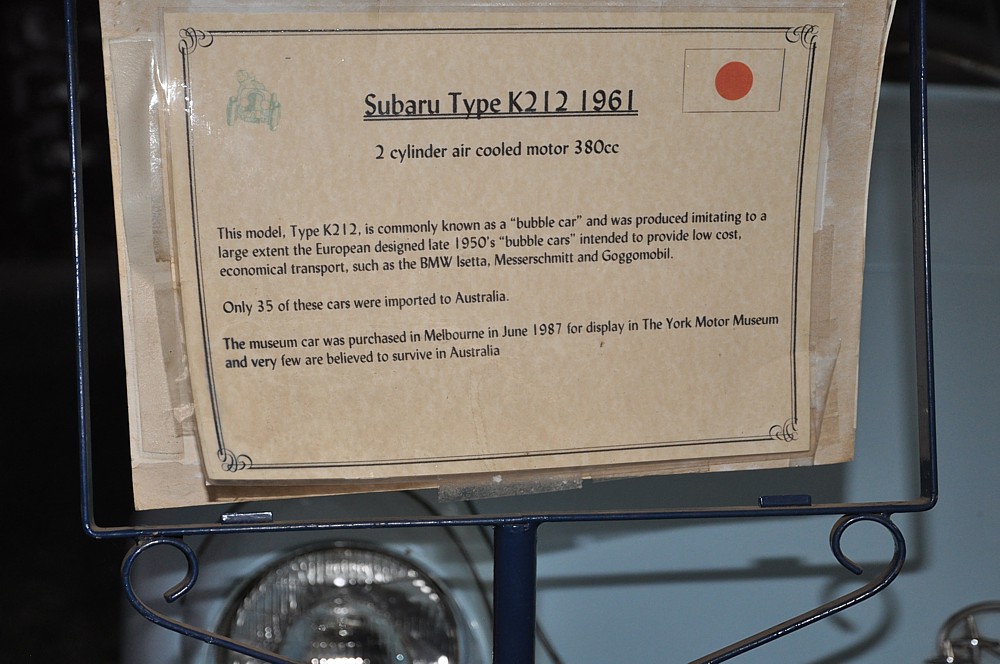 Subaru Type K212 1961
2 cylinder air cooled motor 380cc
This model, Type K212, is commonly known as a “bubble car” and was produced imitating to a
large extent the European designed late 1950's “bubble cars” intended to provide low cost,
economical transport, such as the BMW Isetta, Messerschmitt and Goggomobil.
Only 35 of these cars were imported to Australia.
The museum car was purchased in Melbourne in June 1987 for display in The York Motor Museum
and very few are believed to survive in Australia